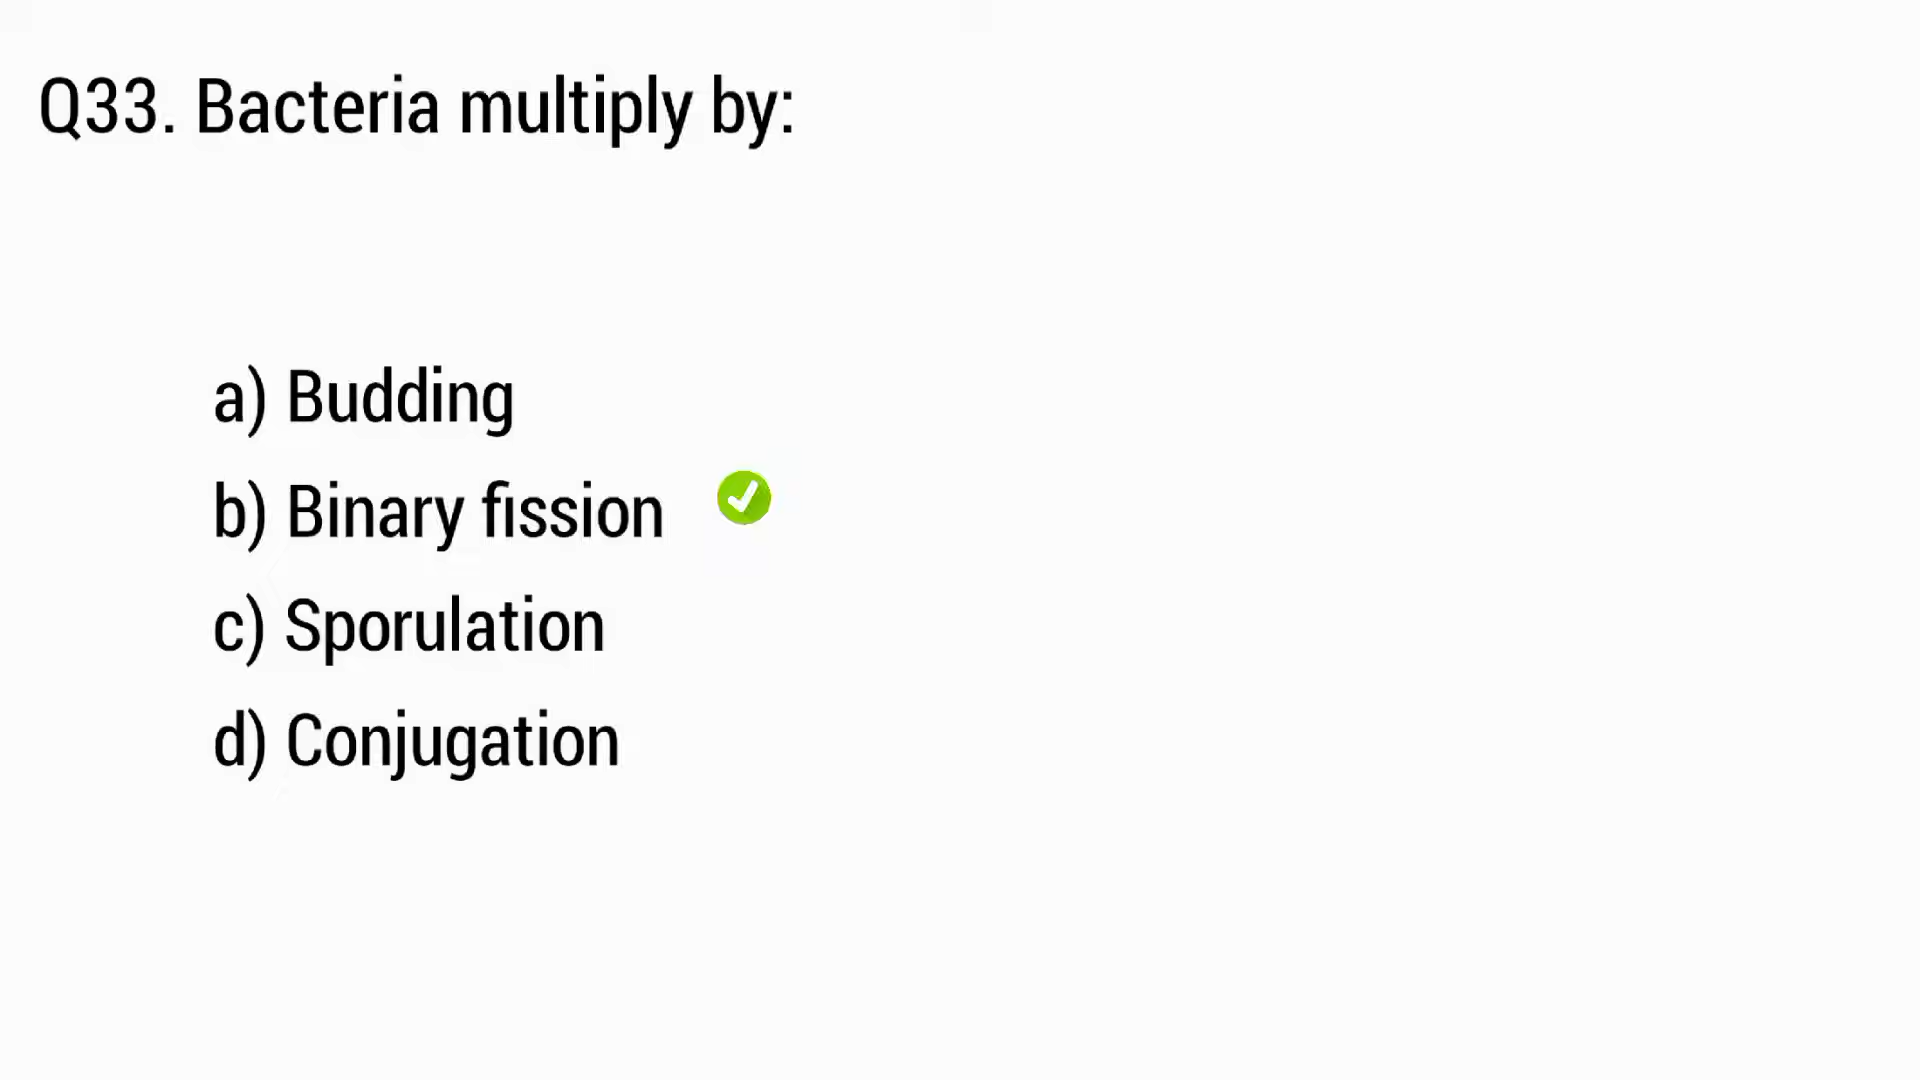 Q33. Bacteria multiply by:
a) Budding
b) Binary fission
c) Sporulation
d) Conjugation